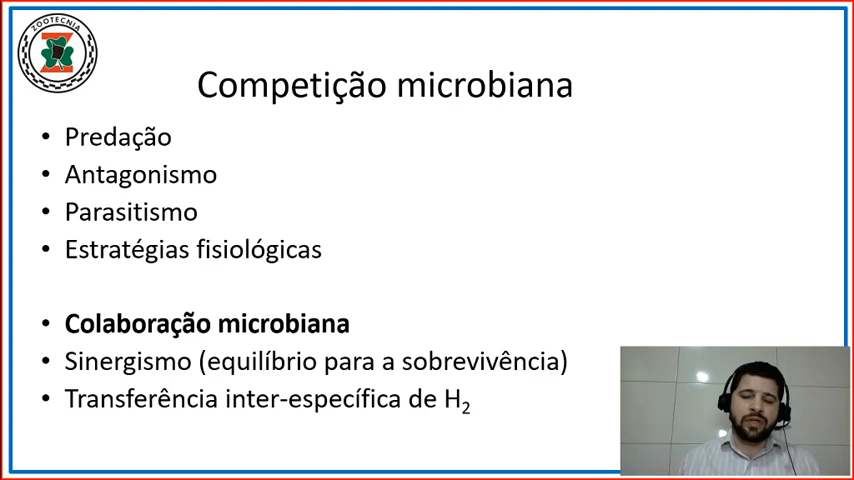 ZOOTECNIA
Z
Competição microbiana
• Predação
• Antagonismo
• Parasitismo
• Estratégias fisiológicas
• Colaboração microbiana
• Sinergismo (equilíbrio para a sobrevivência)
• Transferência inter-específica de H₂